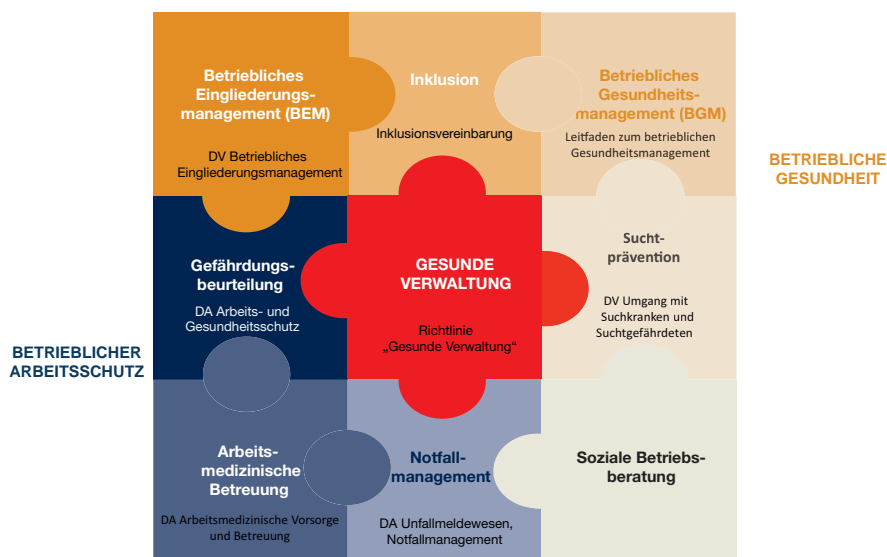 Betriebliches
Eingliederungs-
management (BEM)
DV Betriebliches
Eingliederungsmanagement
Inklusion
Inklusionsvereinbarung
Betriebliches
Gesundheits-
management (BGM)
Leitfaden zum betrieblichen
Gesundheitsmanagement
BETRIEBLICHE
GESUNDHEIT
Gefährdungs-
beurteilung
DA Arbeits- und
Gesundheitsschutz
GESUNDE
VERWALTUNG
Richtlinie
„Gesunde Verwaltung“
Sucht-
prävention
DV Umgang mit
Suchkranken und
Suchtgefährdeten
BETRIEBLICHER
ARBEITSSCHUTZ
Arbeits-
medizinische
Betreuung
DA Arbeitsmedizinische Vorsorge
und Betreuung
Notfall-
management
DA Unfallmeldewesen,
Notfallmanagement
Soziale Betriebs-
beratung